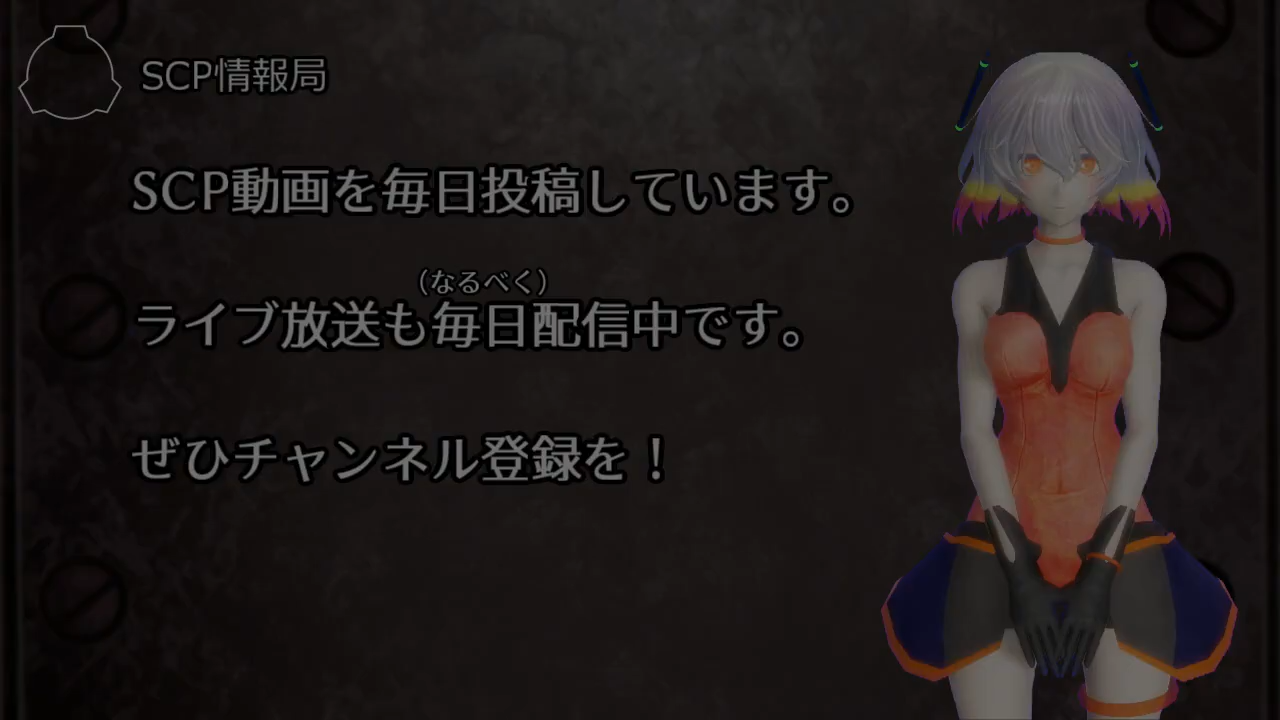 SCP情報局
SCP動画を毎日投稿しています。
（なるべく）
ライブ放送も毎日配信中です。
ぜひチャンネル登録を！